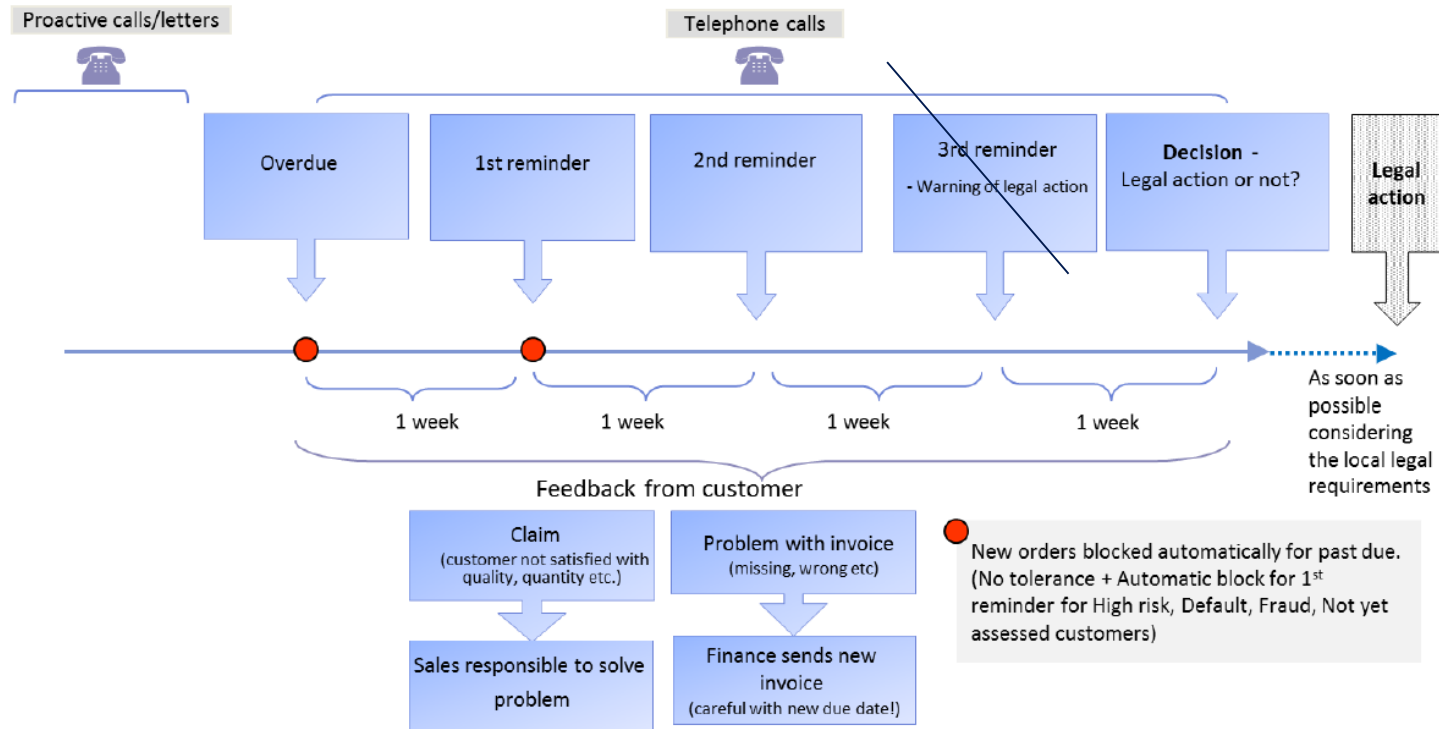 Proactive calls/letters
Telephone calls
Overdue
1st reminder
2nd reminder
3rd reminder
- Warning of legal action
Decision -
Legal action or not?
Legal
action
1 week
1 week
1 week
1 week
As soon as
possible
considering
the local legal
requirements
Feedback from customer
Claim
(customer not satisfied with
quality, quantity etc.)
Problem with invoice
(missing, wrong etc)
Sales responsible to solve
problem
Finance sends new
invoice
(careful with new due date!)
New orders blocked automatically for past due.
(No tolerance + Automatic block for 1st
reminder for High risk, Default, Fraud, Not yet
assessed customers)